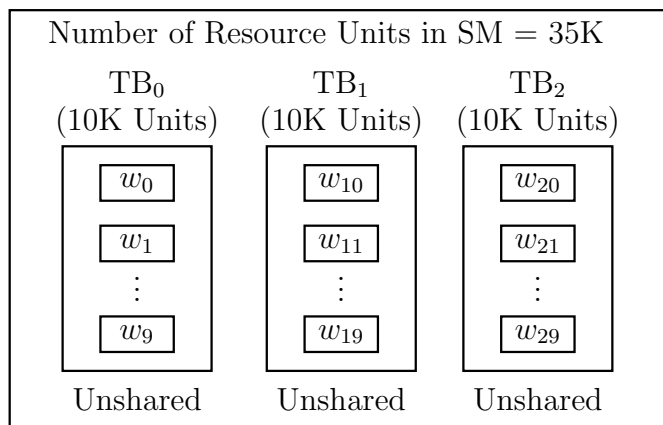 Number of Resource Units in SM = 35K
TB₀ TB₁ TB₂
(10K Units) (10K Units) (10K Units)
w₀ w₁₀ w₂₀
w₁ w₁₁ w₂₁
⋮ ⋮ ⋮
w₉ w₁₉ w₂₉
Unshared Unshared Unshared